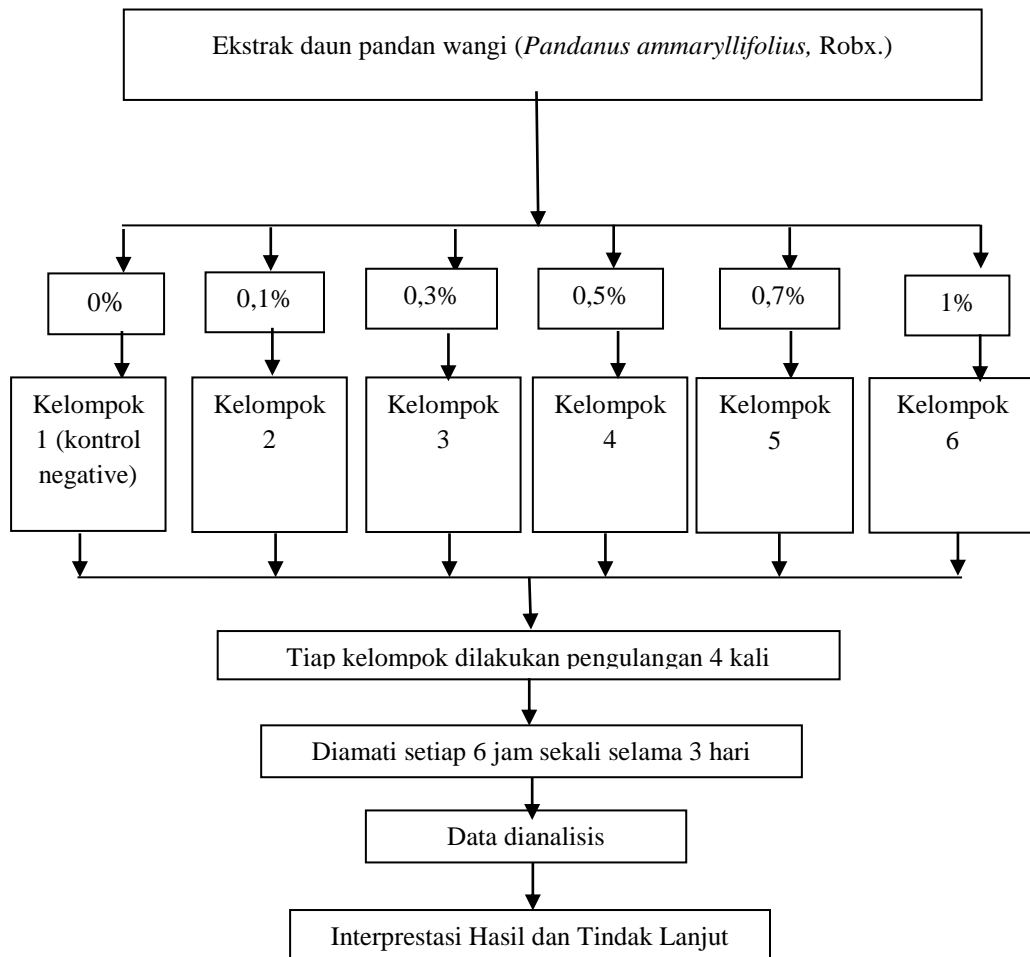 Ekstrak daun pandan wangi (Pandanus ammaryllifolius, Robx.)
0%
0,1%
0,3%
0,5%
0,7%
1%
Kelompok
1 (kontrol
negative)
Kelompok
2
Kelompok
3
Kelompok
4
Kelompok
5
Kelompok
6
Tiap kelompok dilakukan pengulangan 4 kali
Diamati setiap 6 jam sekali selama 3 hari
Data dianalisis
Interprestasi Hasil dan Tindak Lanjut